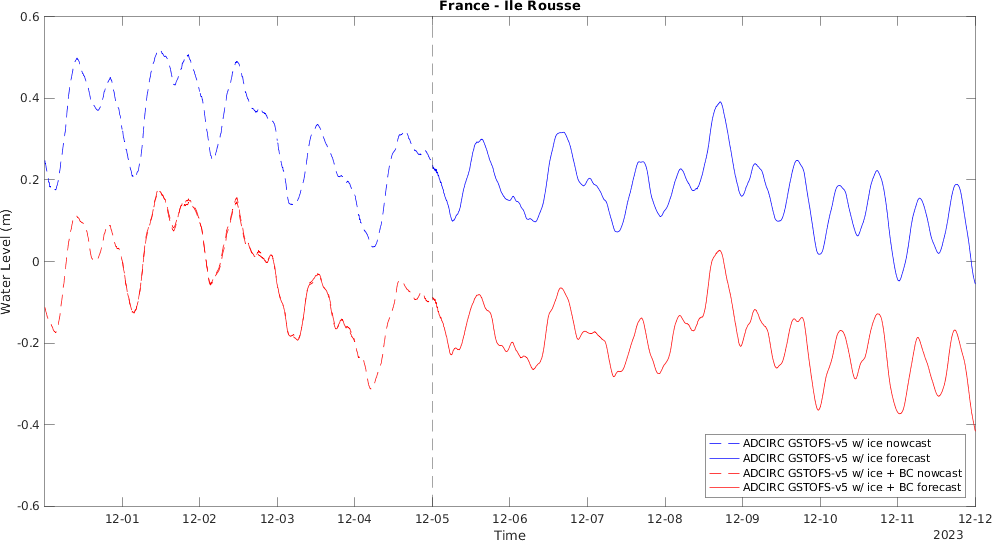 France - Ile Rousse
Water Level (m)
0.6
0.4
0.2
0
-0.2
-0.4
-0.6
12-01 12-02 12-03 12-04 12-05 12-06 12-07 12-08 12-09 12-10 12-11 12-12
Time
2023
ADCIRC GSTOFS-v5 w/ ice nowcast
ADCIRC GSTOFS-v5 w/ ice forecast
ADCIRC GSTOFS-v5 w/ ice + BC nowcast
ADCIRC GSTOFS-v5 w/ ice + BC forecast